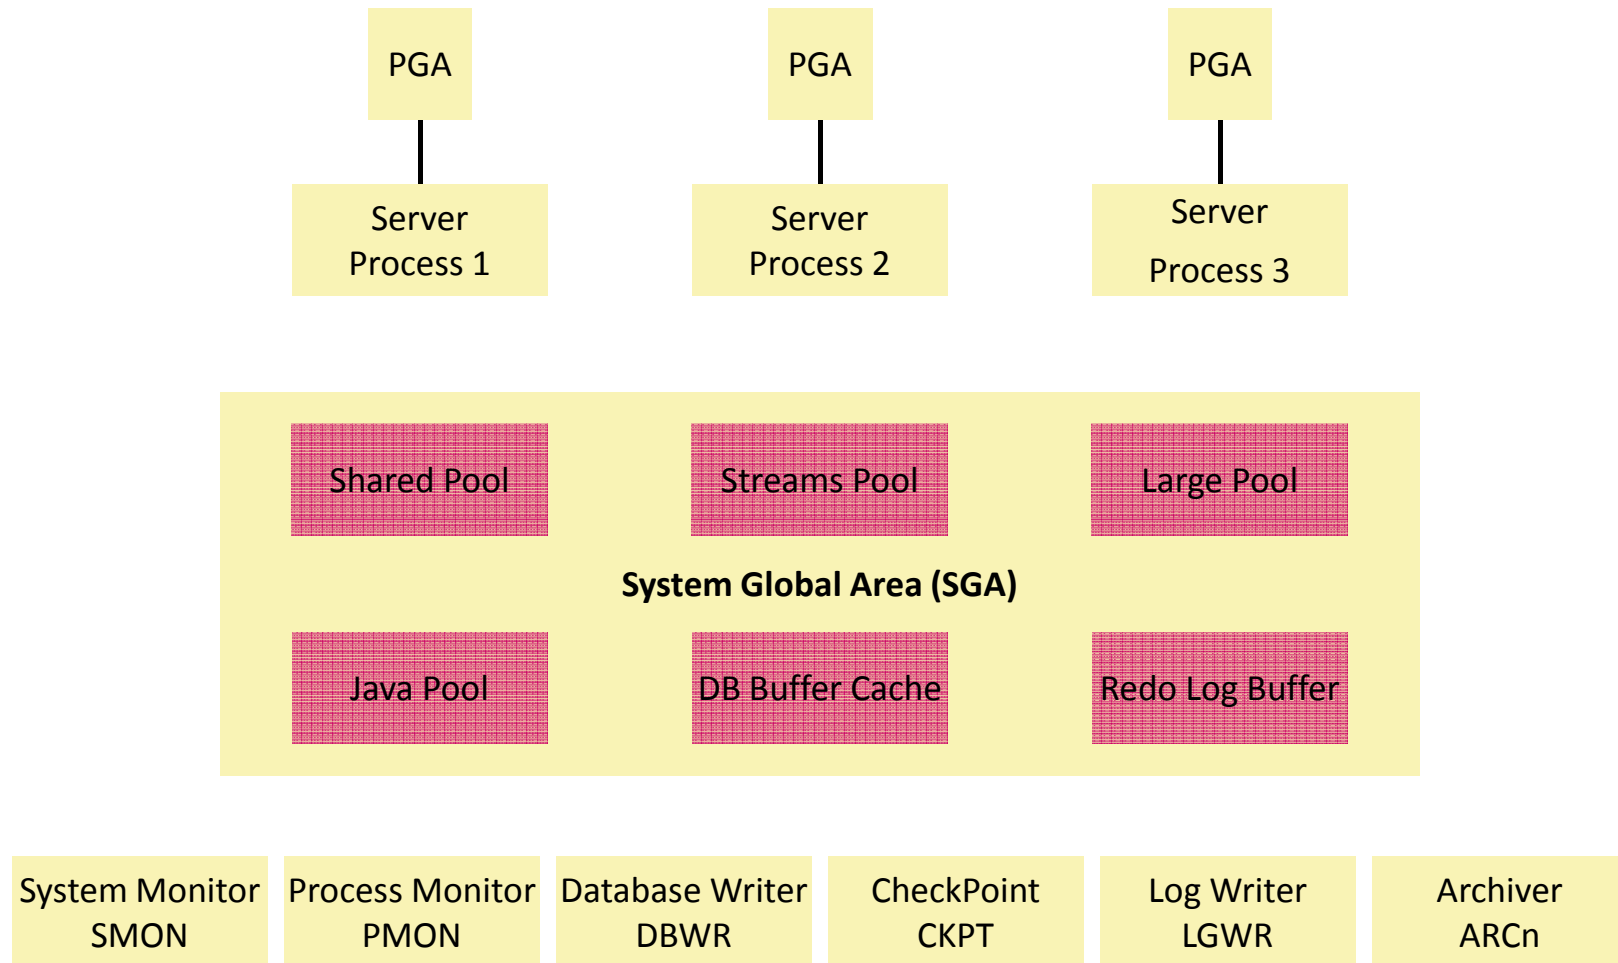 PGA
PGA
PGA
Server
Process 1
Server
Process 2
Server
Process 3
Shared Pool
Streams Pool
Large Pool
System Global Area (SGA)
Java Pool
DB Buffer Cache
Redo Log Buffer
System Monitor
SMON
Process Monitor
PMON
Database Writer
DBWR
CheckPoint
CKPT
Log Writer
LGWR
Archiver
ARCn